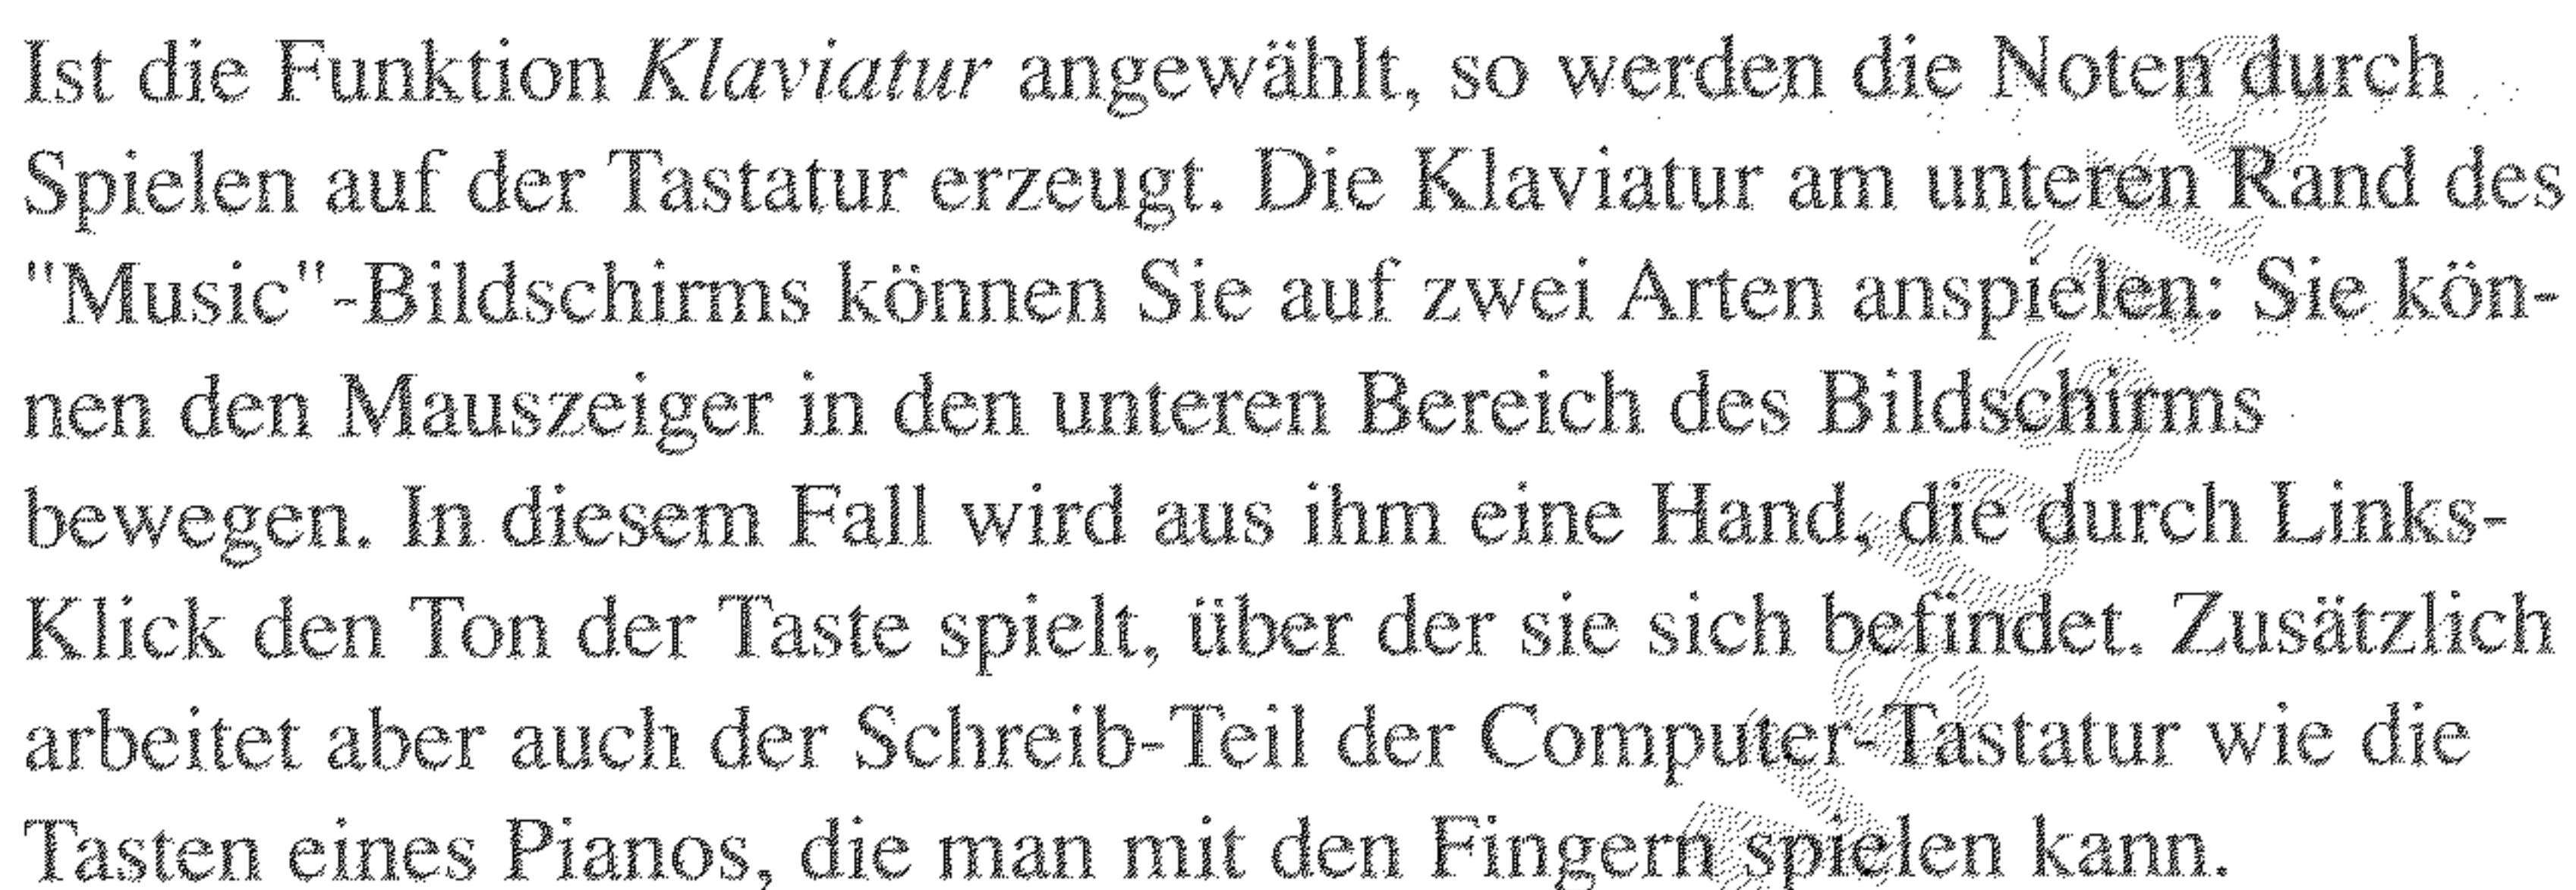 Ist die Funktion Klaviatur angewählt, so werden die Noten durch
Spielen auf der Tastatur erzeugt. Die Klaviatur am unteren Rand des
"Music"-Bildschirms können Sie auf zwei Arten anspielen: Sie kön-
nen den Mauszeiger in den unteren Bereich des Bildschirms
bewegen. In diesem Fall wird aus ihm eine Hand, die durch Links-
Klick den Ton der Taste spielt, über der sie sich befindet. Zusätzlich
arbeitet aber auch der Schreib-Teil der Computer-Tastatur wie die
Tasten eines Pianos, die man mit den Fingern spielen kann.